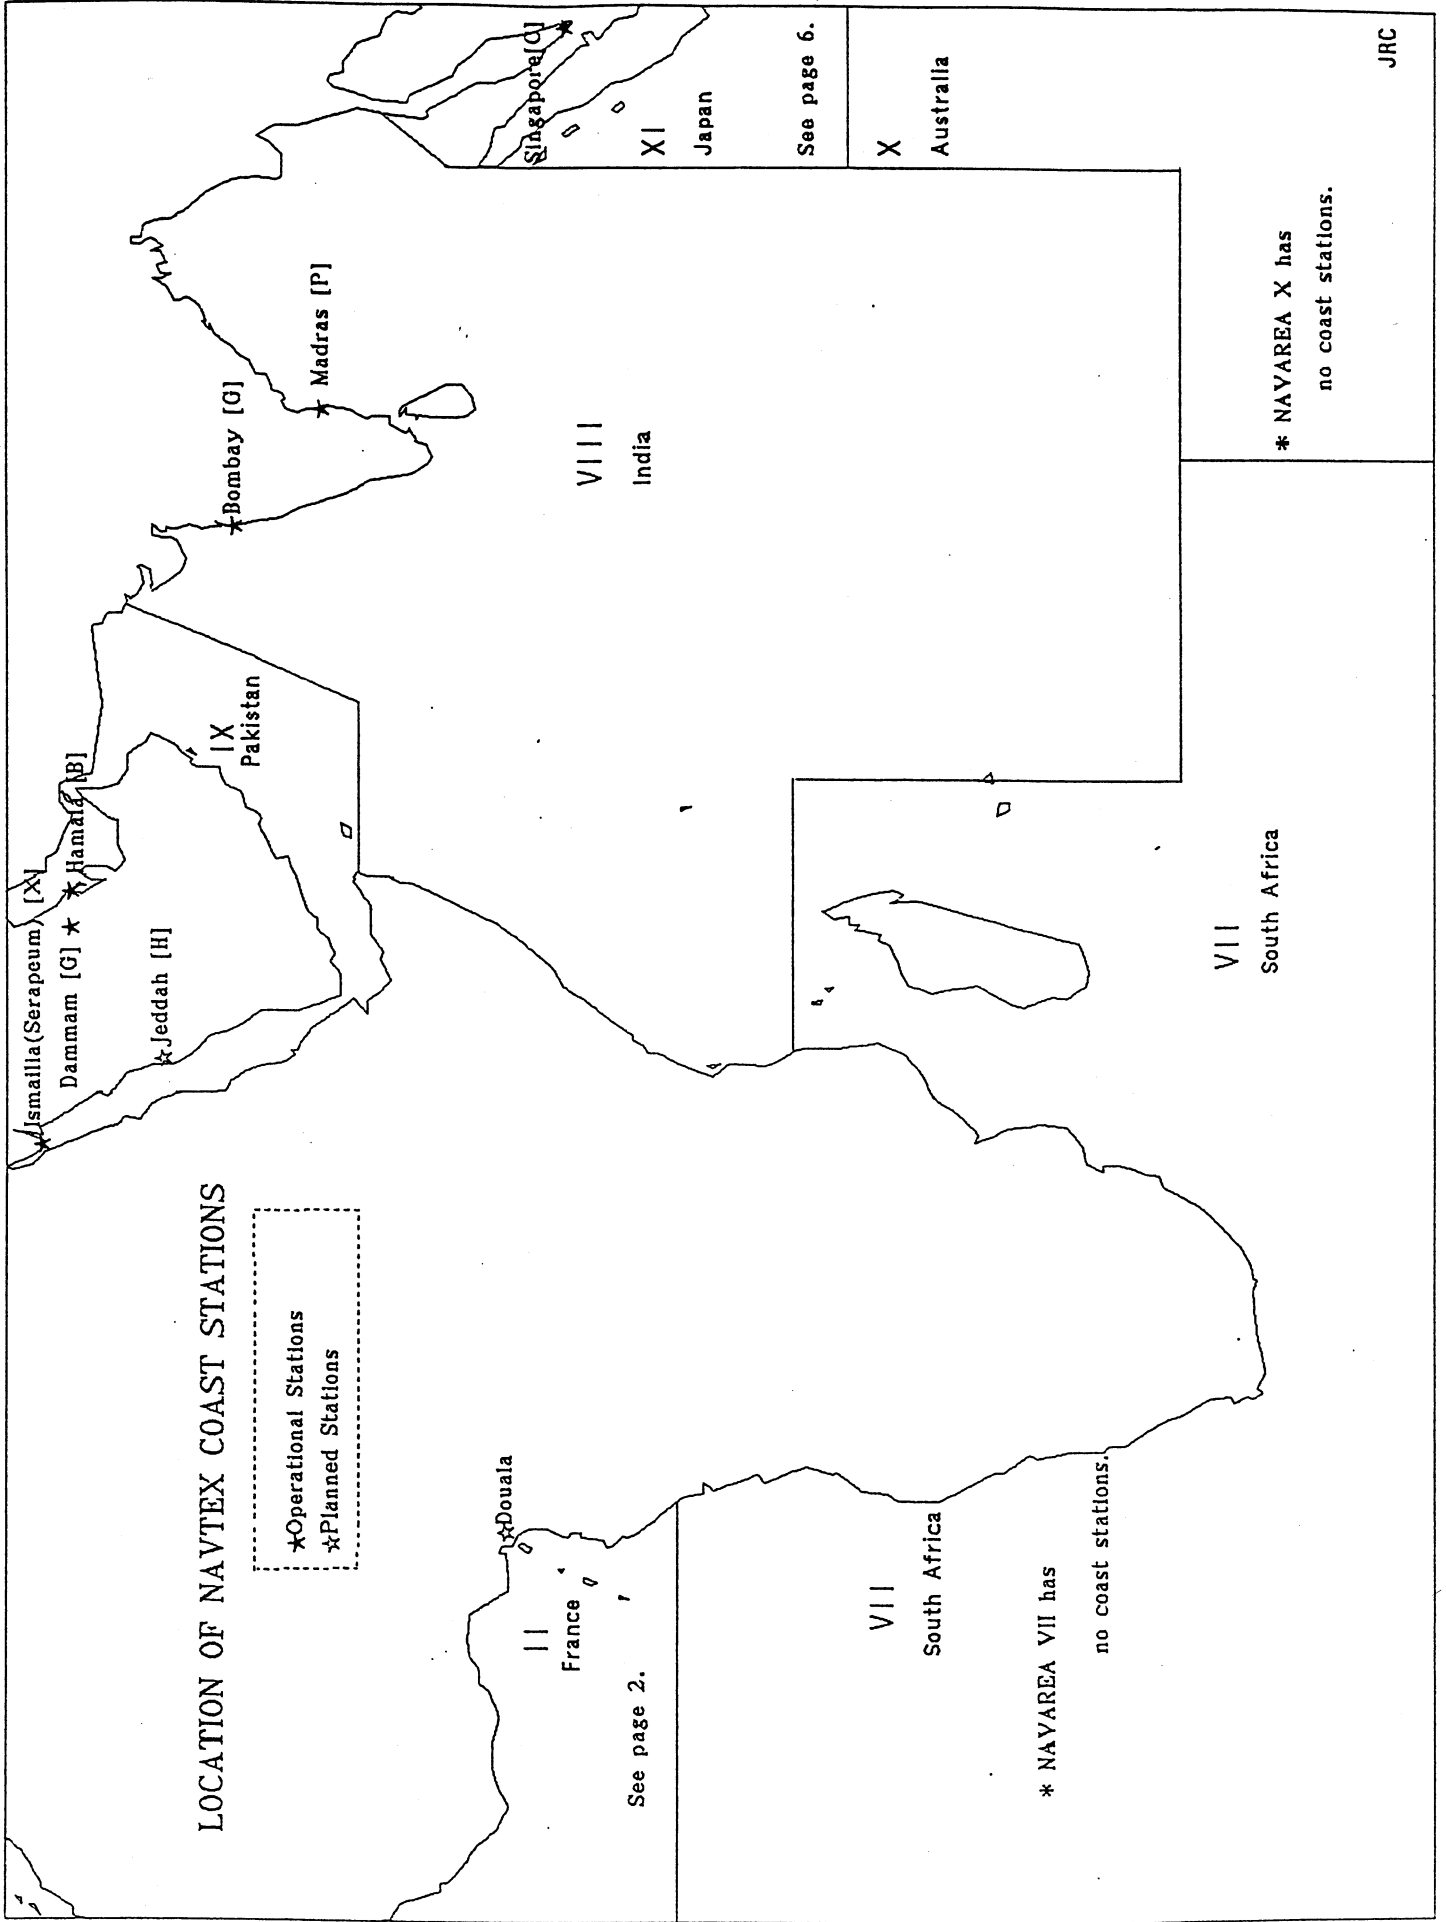 LOCATION OF NAVTEX COAST STATIONS
★Operational Stations
☆Planned Stations
Ismailla(Serapeum) [X]
Dammam [G]
Hamala [B]
Jeddah [H]
IX
Pakistan
Bombay [G]
Madras [P]
Singapore[C]
VIII
India
XI
Japan
See page 6.
X
Australia
Douala
II
France
See page 2.
VII
South Africa
* NAVAREA VII has
no coast stations.
VII
South Africa
* NAVAREA X has
no coast stations.
JRC